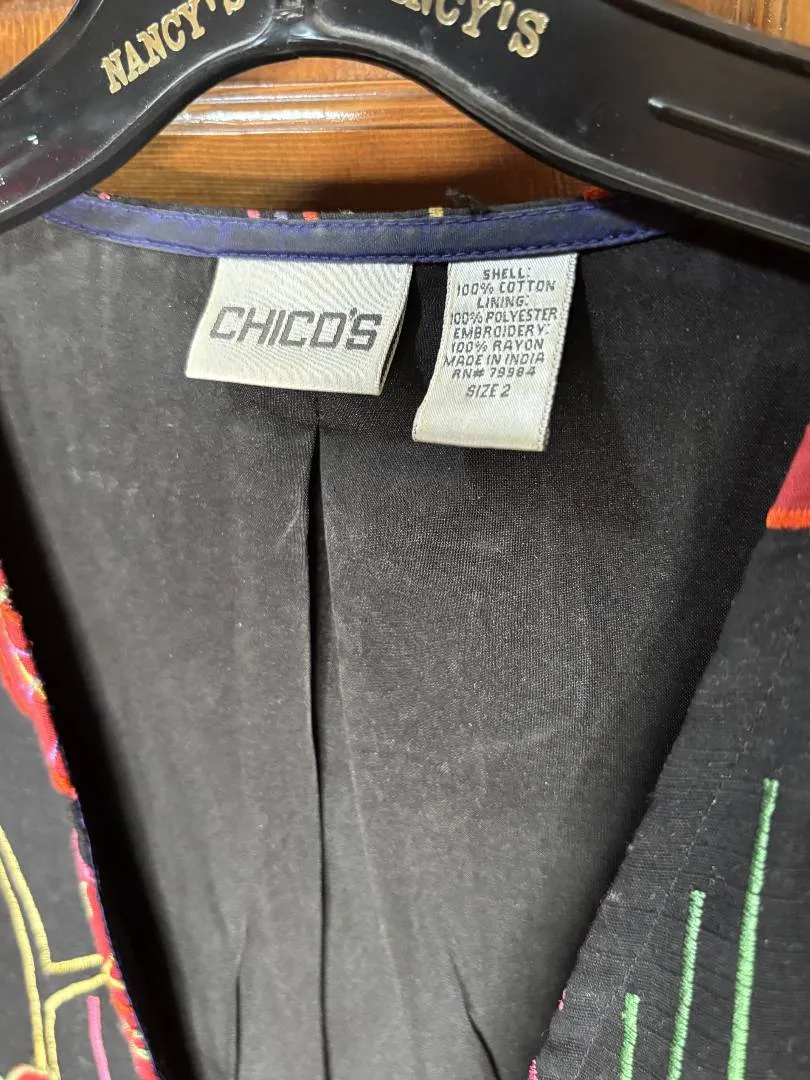 NANCY'S
NANCY'S
CHICO'S
SHELL:
100% COTTON
LINING:
100% POLYESTER
EMBROIDERY:
100% RAYON
MADE IN INDIA
RN# 79984
SIZE 2